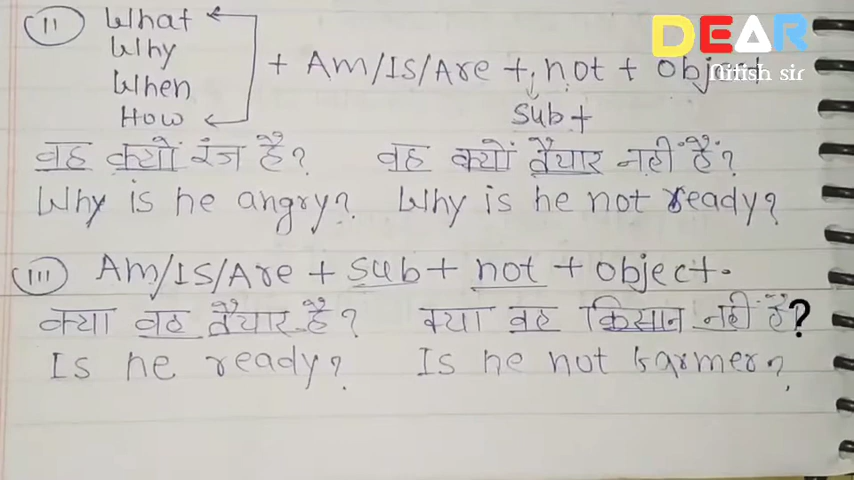 DEAR
Nitish sir
(ii) What
Why
When
How
+ Am/Is/Are + not + object
sub +
वह क्यों रंज है? वह क्यों तैयार नहीं है?
Why is he angry? Why is he not ready?
(iii) Am/Is/Are + sub + not + object.
क्या वह तैयार है? क्या वह किसान नहीं है?
Is he ready? Is he not farmer?